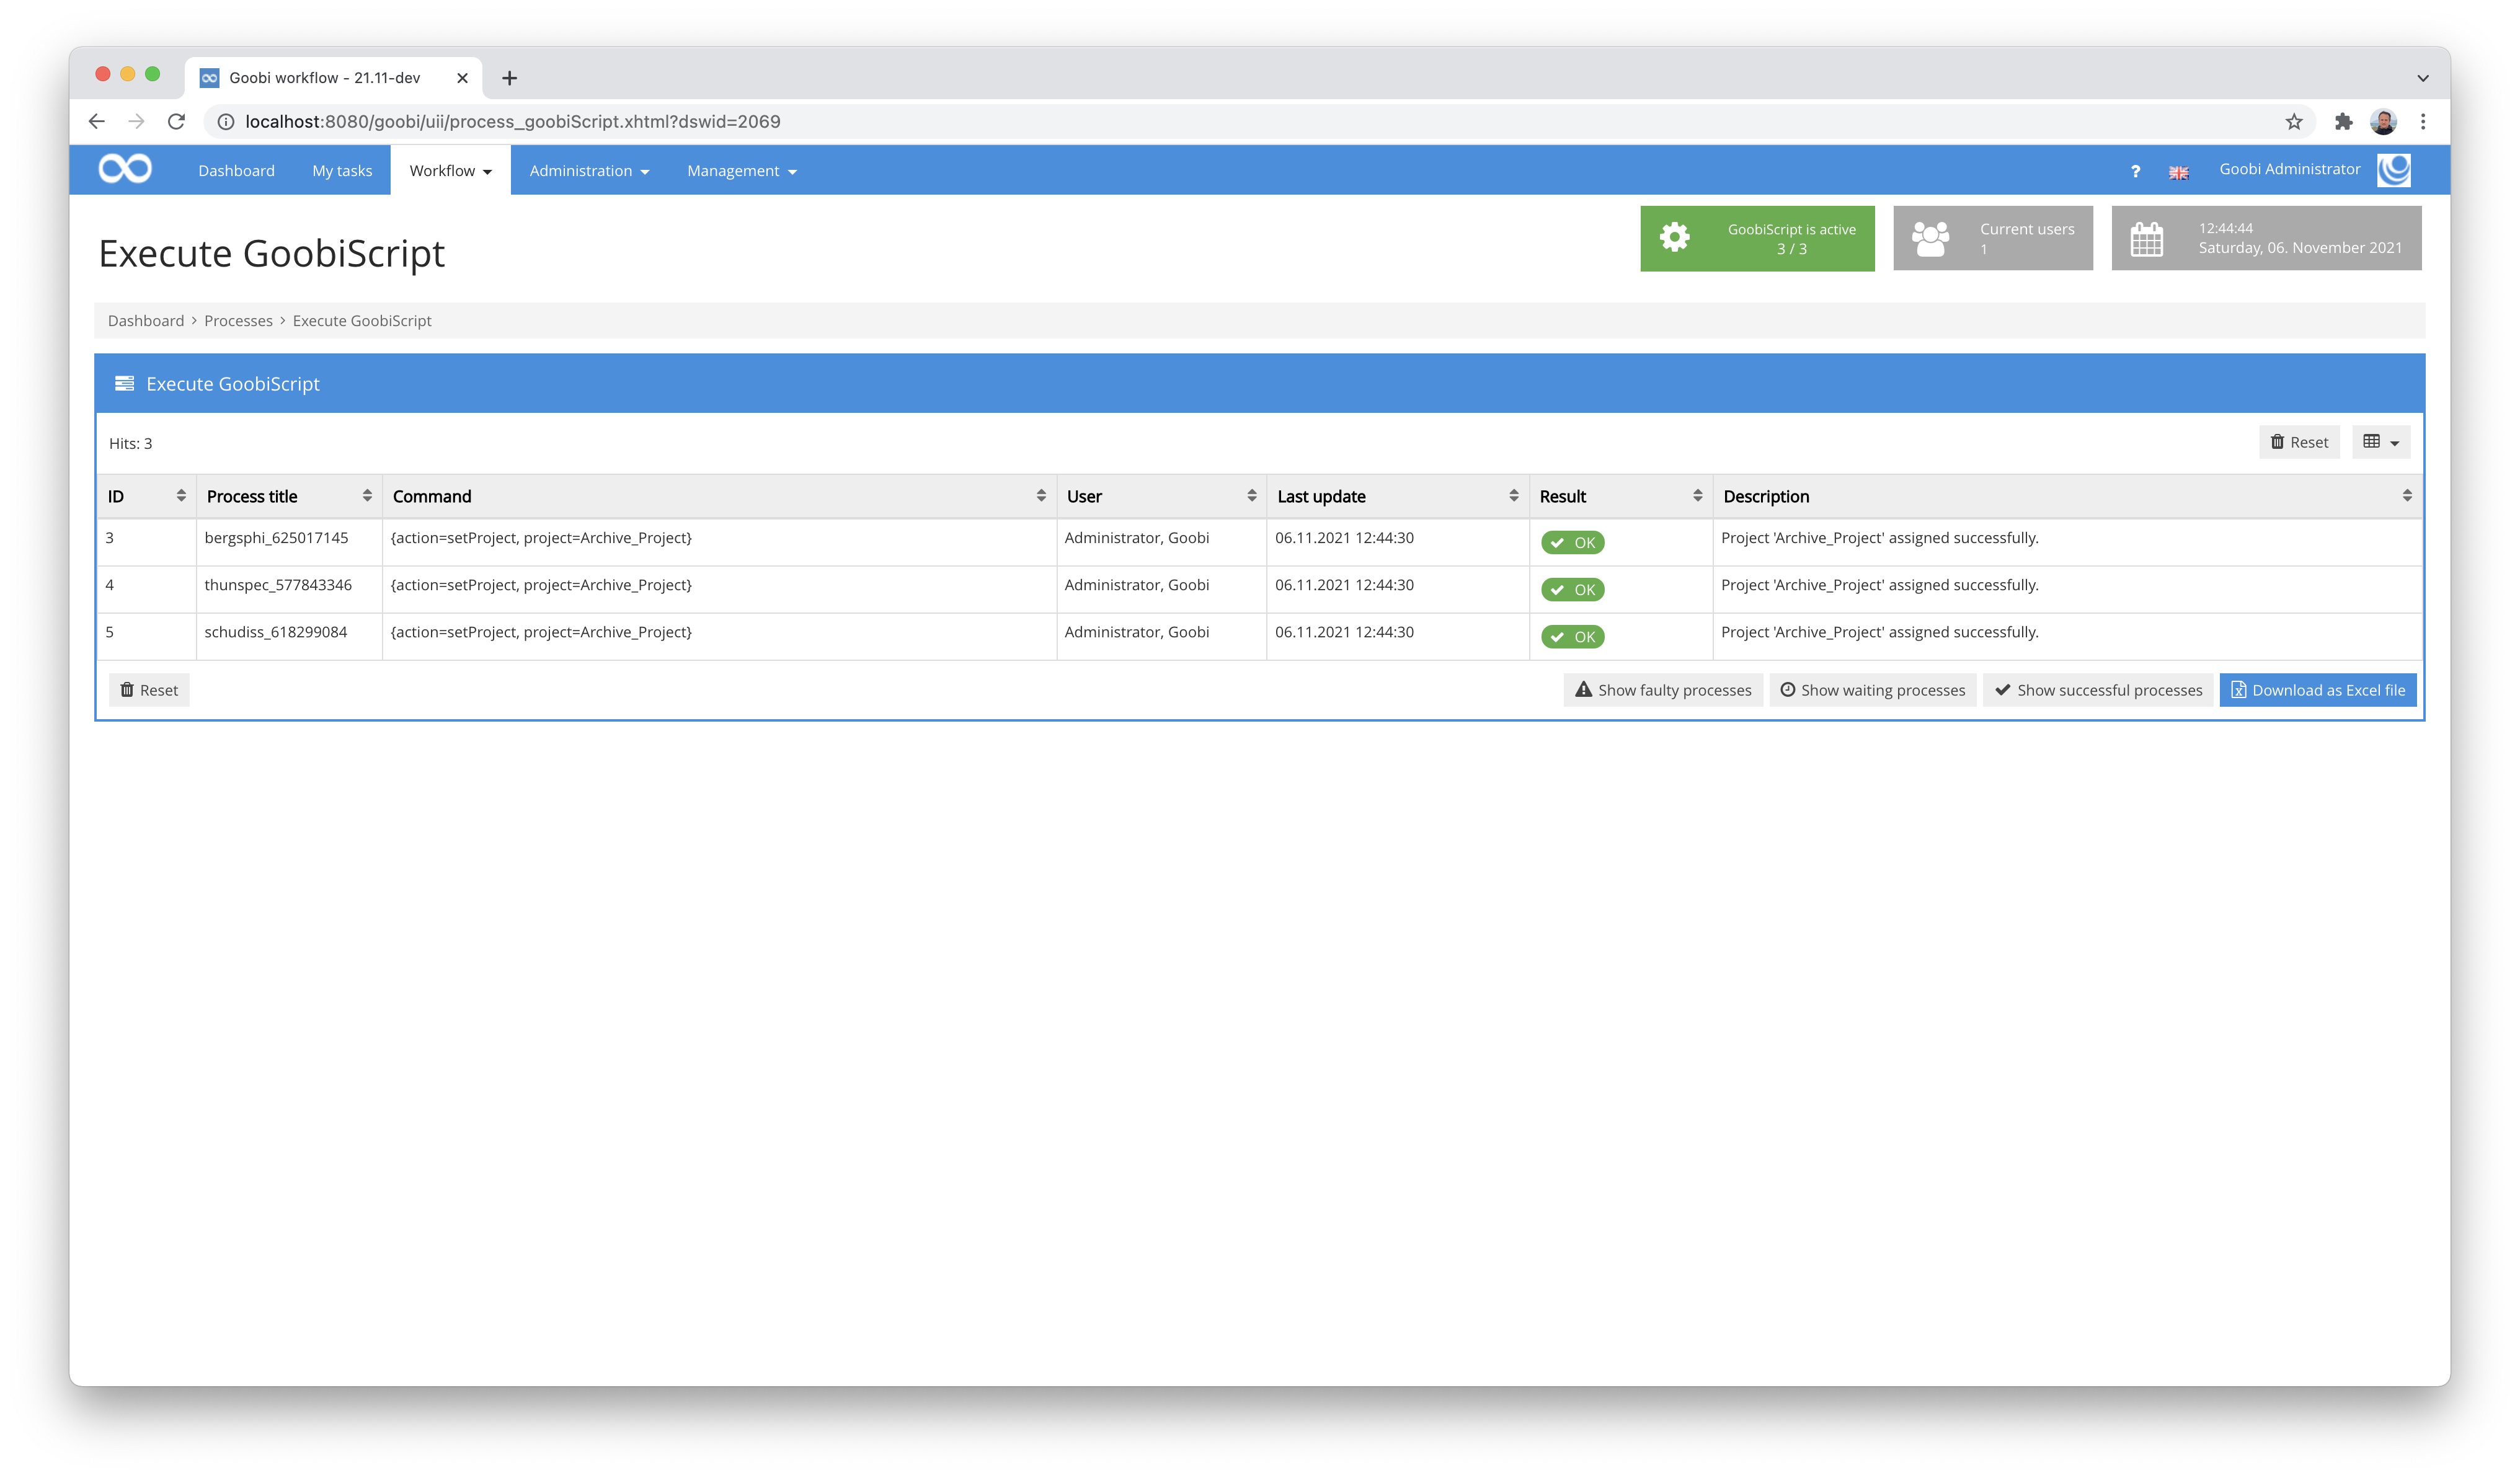 Goobi workflow - 21.11-dev
localhost:8080/goobi/uii/process_goobiScript.xhtml?dswid=2069
Dashboard My tasks Workflow Administration Management ? Goobi Administrator
Execute GoobiScript
GoobiScript is active
3 / 3
Current users
1
12:44:44
Saturday, 06. November 2021
Dashboard > Processes > Execute GoobiScript
Execute GoobiScript
Hits: 3 Reset
ID Process title Command User Last update Result Description
3 bergsphi_625017145 {action=setProject, project=Archive_Project} Administrator, Goobi 06.11.2021 12:44:30 OK Project 'Archive_Project' assigned successfully.
4 thunspec_577843346 {action=setProject, project=Archive_Project} Administrator, Goobi 06.11.2021 12:44:30 OK Project 'Archive_Project' assigned successfully.
5 schudiss_618299084 {action=setProject, project=Archive_Project} Administrator, Goobi 06.11.2021 12:44:30 OK Project 'Archive_Project' assigned successfully.
Reset Show faulty processes Show waiting processes Show successful processes Download as Excel file